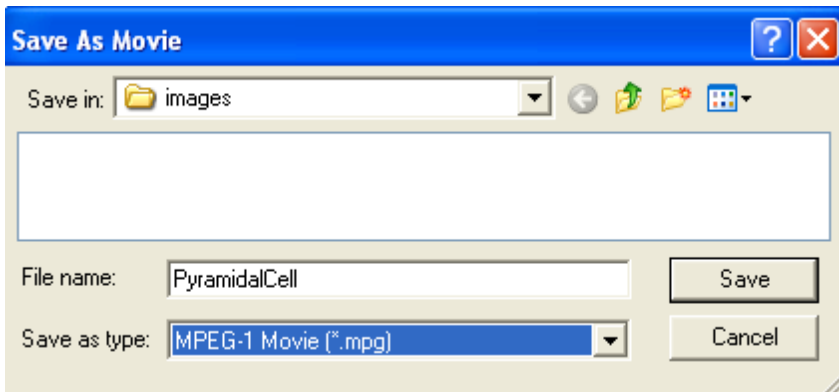 Save As Movie
Save in: images
File name: PyramidalCell Save
Save as type: MPEG-1 Movie (*.mpg) Cancel